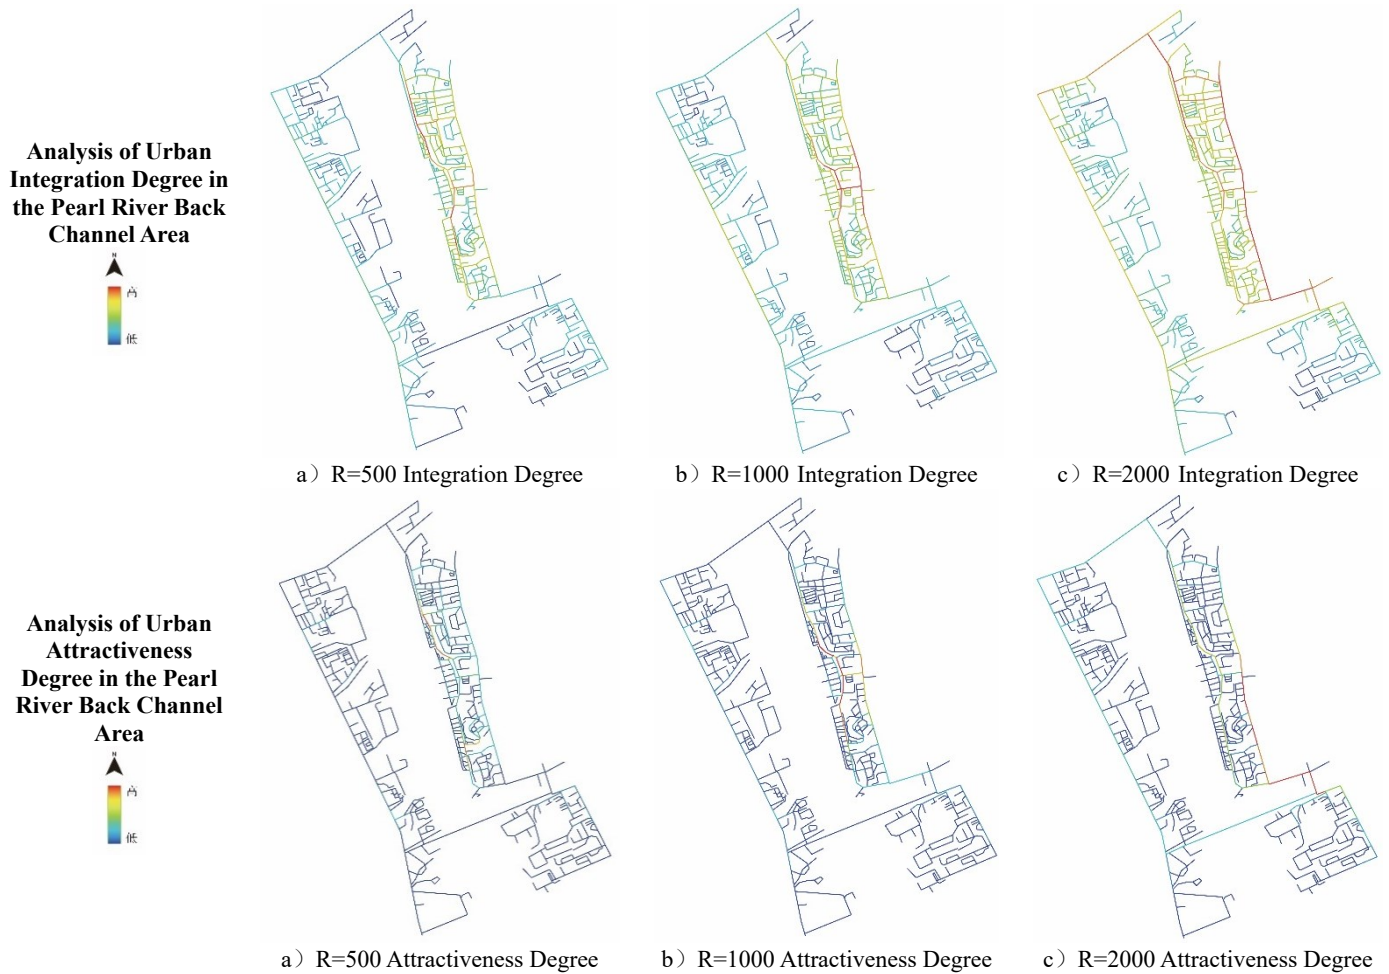 Analysis of Urban
Integration Degree in
the Pearl River Back
Channel Area
N
高
低
a）R=500 Integration Degree
b）R=1000 Integration Degree
c）R=2000 Integration Degree
Analysis of Urban
Attractiveness
Degree in the Pearl
River Back Channel
Area
N
高
低
a）R=500 Attractiveness Degree
b）R=1000 Attractiveness Degree
c）R=2000 Attractiveness Degree